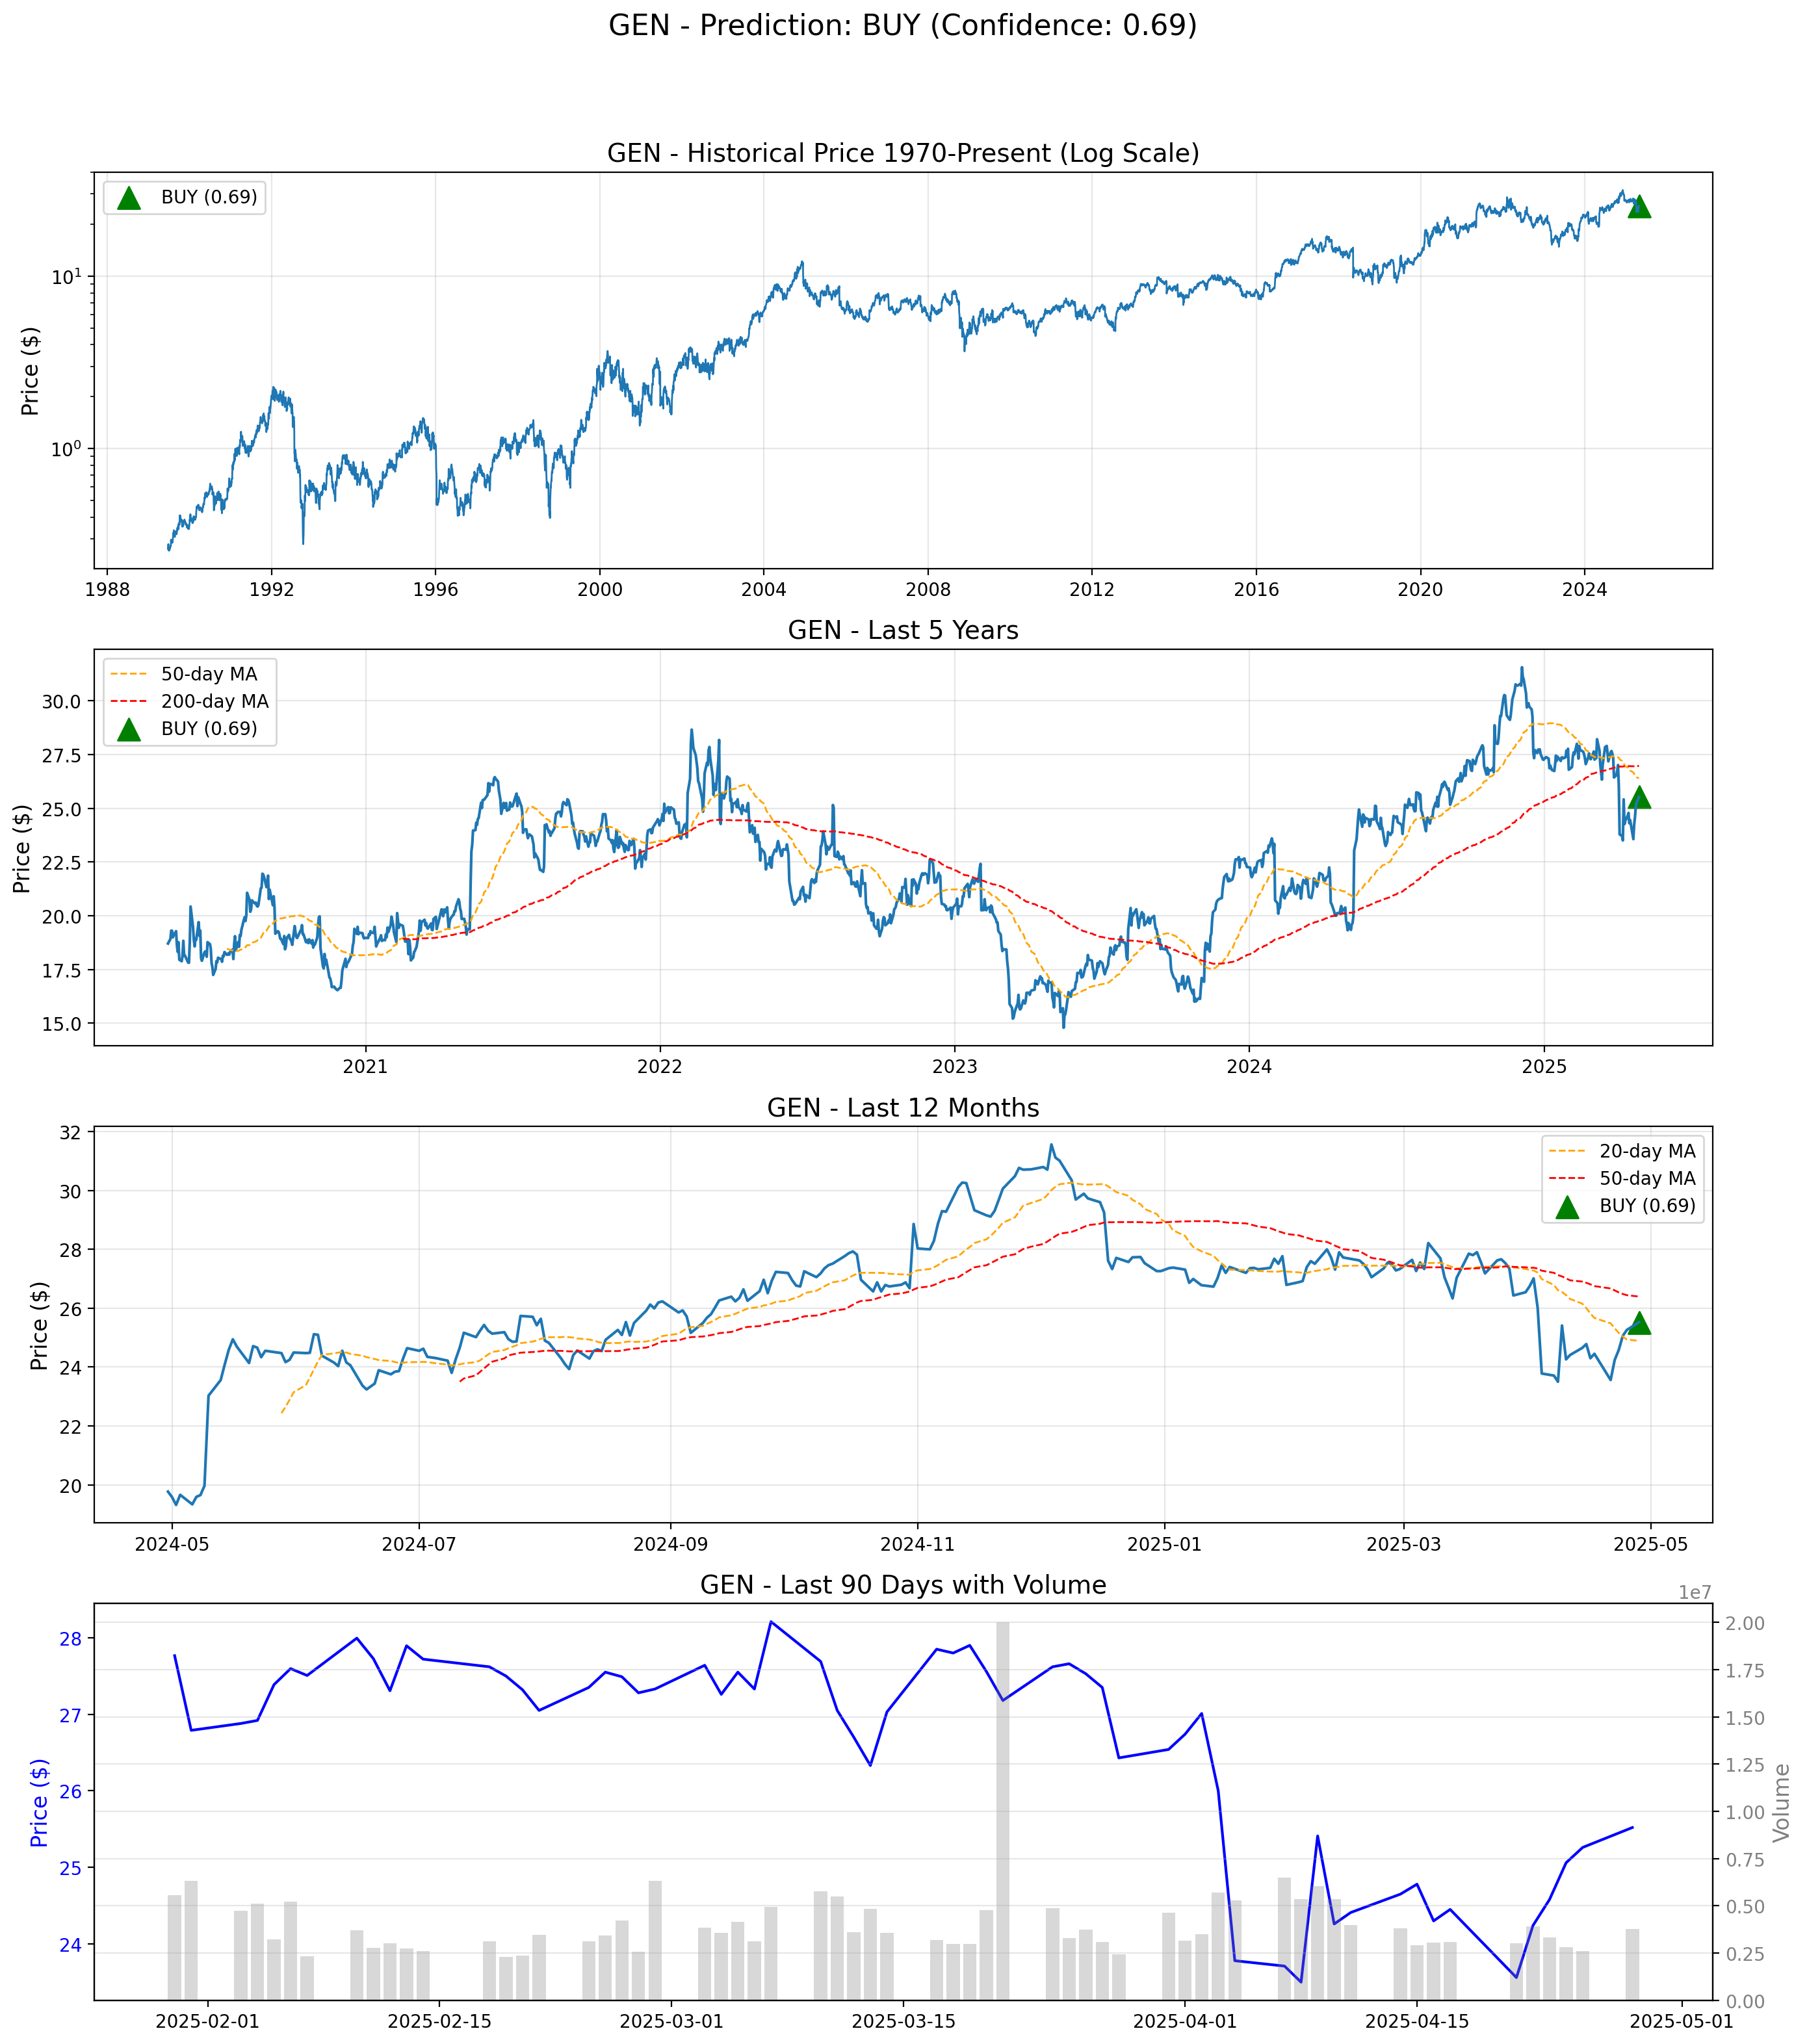 GEN - Prediction: BUY (Confidence: 0.69)
GEN - Historical Price 1970-Present (Log Scale)
BUY (0.69)
Price ($)
10¹
10⁰
1988 1992 1996 2000 2004 2008 2012 2016 2020 2024
GEN - Last 5 Years
50-day MA
200-day MA
BUY (0.69)
Price ($)
30.0
27.5
25.0
22.5
20.0
17.5
15.0
2021 2022 2023 2024 2025
GEN - Last 12 Months
20-day MA
50-day MA
BUY (0.69)
Price ($)
32
30
28
26
24
22
20
2024-05 2024-07 2024-09 2024-11 2025-01 2025-03 2025-05
GEN - Last 90 Days with Volume
1e7
Price ($)
28
27
26
25
24
2.00
1.75
1.50
1.25
1.00
0.75
0.50
0.25
0.00
Volume
2025-02-01 2025-02-15 2025-03-01 2025-03-15 2025-04-01 2025-04-15 2025-05-01